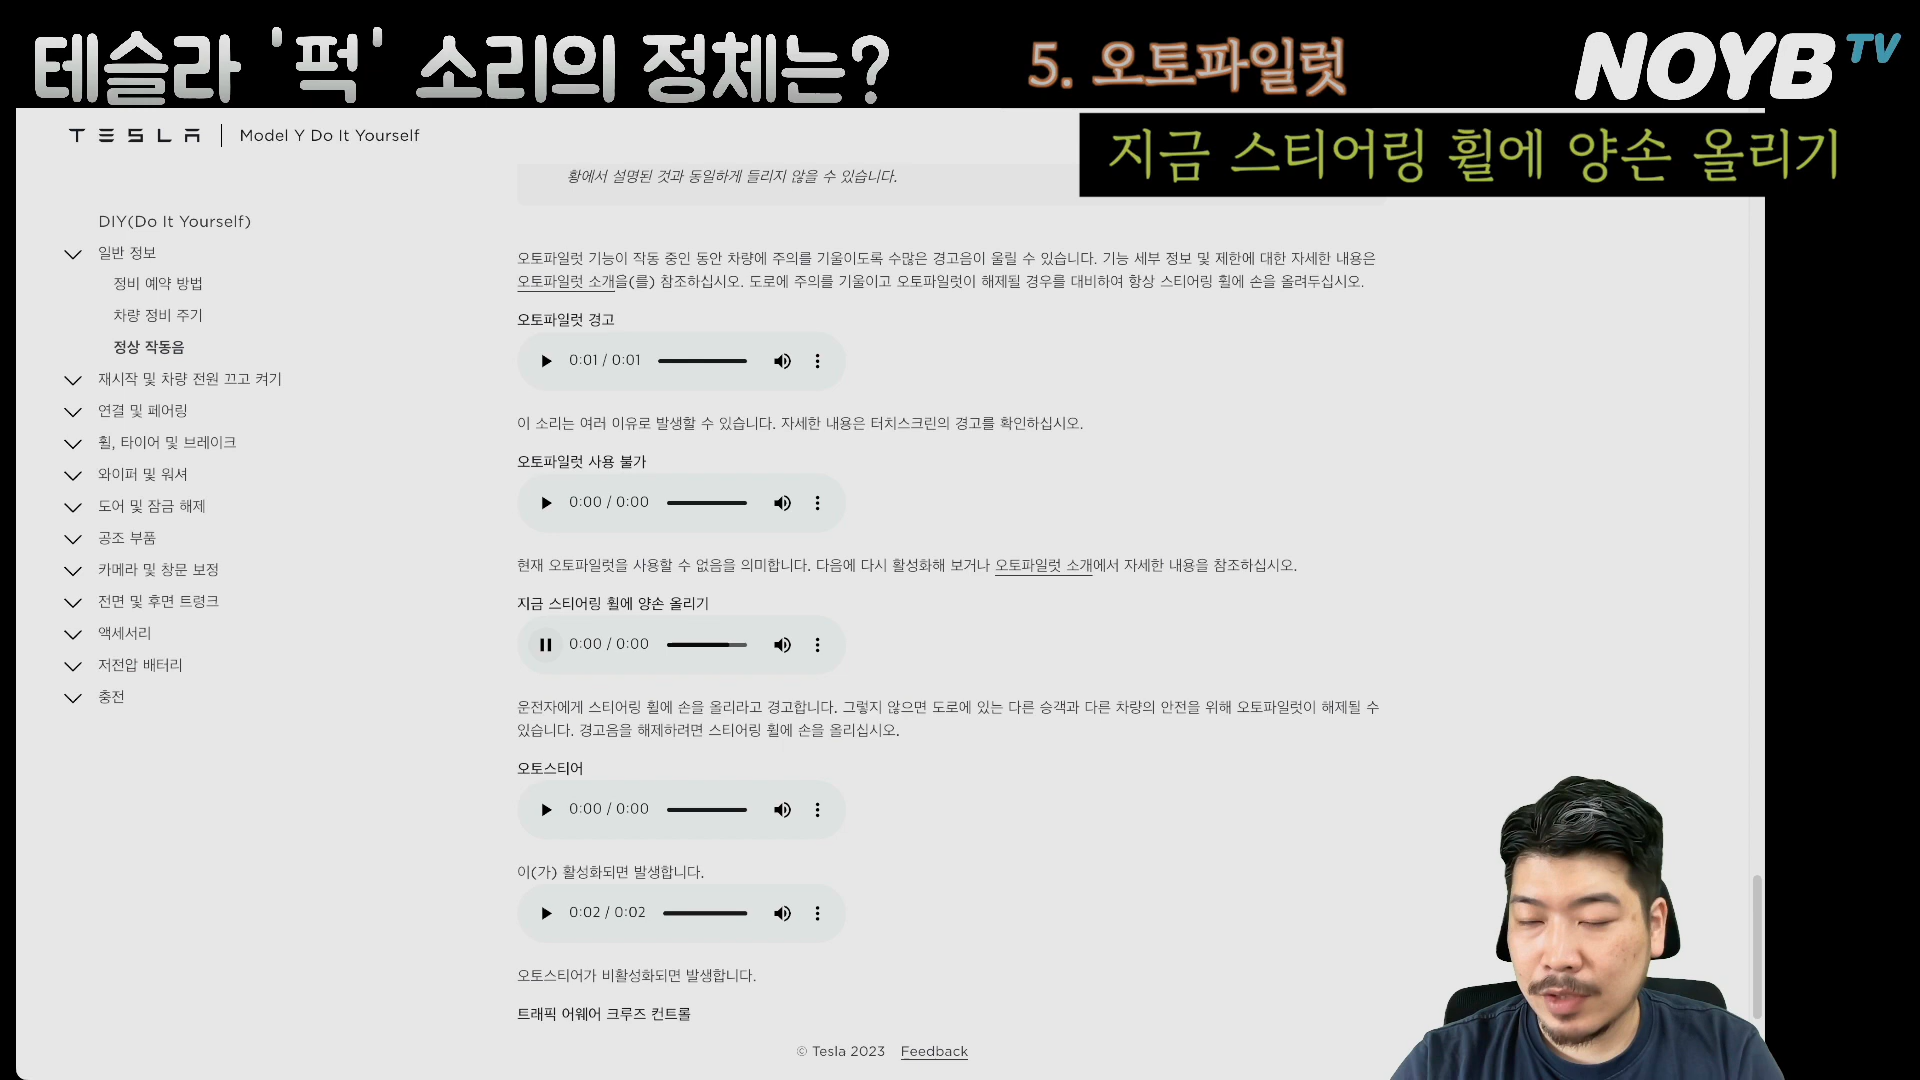 테슬라 '퍽' 소리의 정체는?
5. 오토파일럿
NOYB TV
지금 스티어링 휠에 양손 올리기
TESLA | Model Y Do It Yourself
DIY(Do It Yourself)
일반 정보
정비 예약 방법
차량 정비 주기
정상 작동음
재시작 및 차량 전원 끄고 켜기
연결 및 페어링
휠, 타이어 및 브레이크
와이퍼 및 워셔
도어 및 잠금 해제
공조 부품
카메라 및 창문 보정
전면 및 후면 트렁크
액세서리
저전압 배터리
충전
황에서 설명된 것과 동일하게 들리지 않을 수 있습니다.
오토파일럿 기능이 작동 중인 동안 차량에 주의를 기울이도록 수많은 경고음이 울릴 수 있습니다. 기능 세부 정보 및 제한에 대한 자세한 내용은
오토파일럿 소개을(를) 참조하십시오. 도로에 주의를 기울이고 오토파일럿이 해제될 경우를 대비하여 항상 스티어링 휠에 손을 올려두십시오.
오토파일럿 경고
0:01 / 0:01
이 소리는 여러 이유로 발생할 수 있습니다. 자세한 내용은 터치스크린의 경고를 확인하십시오.
오토파일럿 사용 불가
0:00 / 0:00
현재 오토파일럿을 사용할 수 없음을 의미합니다. 다음에 다시 활성화해 보거나 오토파일럿 소개에서 자세한 내용을 참조하십시오.
지금 스티어링 휠에 양손 올리기
0:00 / 0:00
운전자에게 스티어링 휠에 손을 올리라고 경고합니다. 그렇지 않으면 도로에 있는 다른 승객과 다른 차량의 안전을 위해 오토파일럿이 해제될 수
있습니다. 경고음을 해제하려면 스티어링 휠에 손을 올리십시오.
오토스티어
0:00 / 0:00
이(가) 활성화되면 발생합니다.
0:02 / 0:02
오토스티어가 비활성화되면 발생합니다.
트래픽 어웨어 크루즈 컨트롤
© Tesla 2023 Feedback